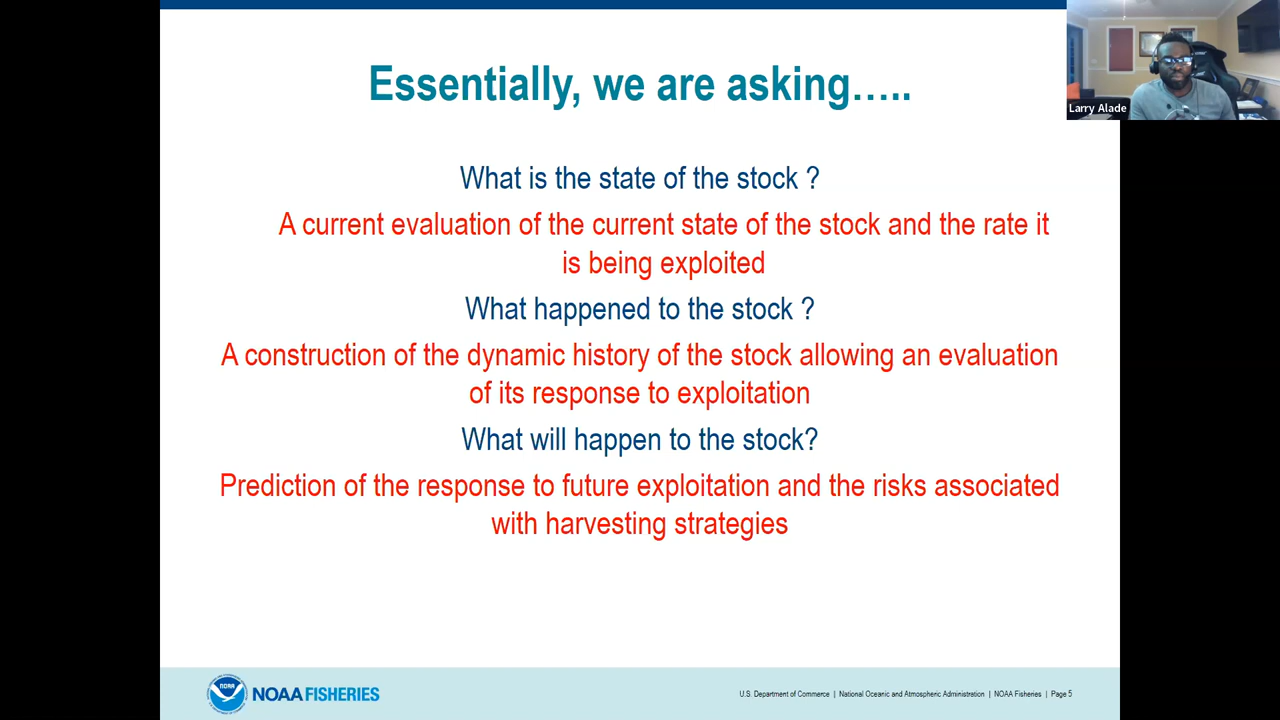 Essentially, we are asking…..
Larry Alade
What is the state of the stock ?
A current evaluation of the current state of the stock and the rate it
is being exploited
What happened to the stock ?
A construction of the dynamic history of the stock allowing an evaluation
of its response to exploitation
What will happen to the stock?
Prediction of the response to future exploitation and the risks associated
with harvesting strategies
NOAA
NOAA FISHERIES
U.S. Department of Commerce | National Oceanic and Atmospheric Administration | NOAA Fisheries | Page 5